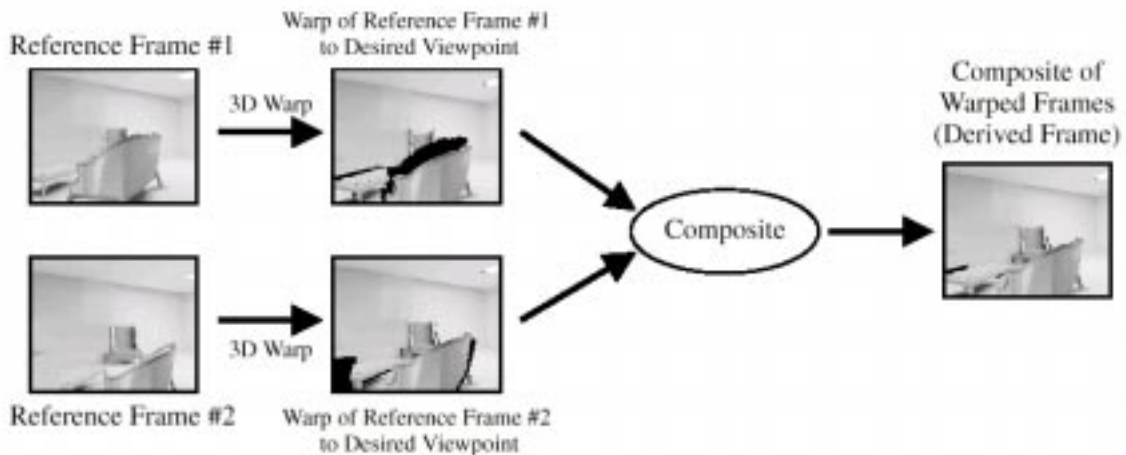 Reference Frame #1
Warp of Reference Frame #1
to Desired Viewpoint
3D Warp
Composite
Composite of
Warped Frames
(Derived Frame)
3D Warp
Reference Frame #2
Warp of Reference Frame #2
to Desired Viewpoint